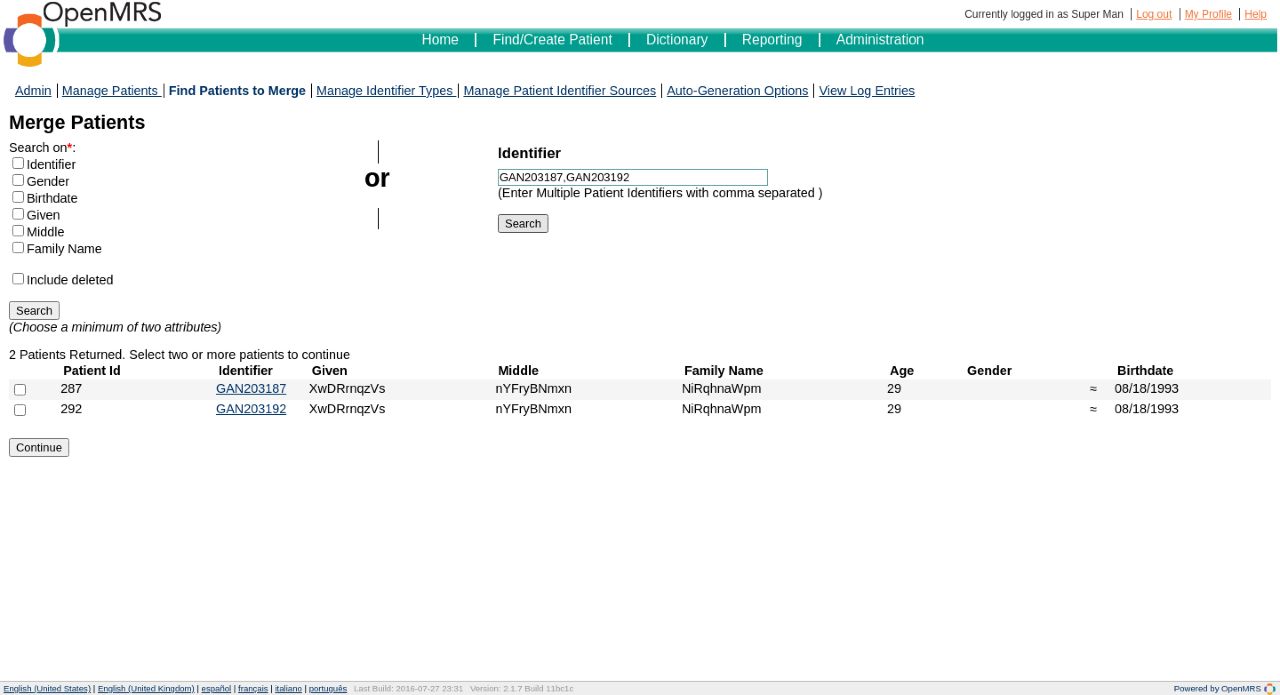 OpenMRS
Currently logged in as Super Man | Log out | My Profile | Help
Home | Find/Create Patient | Dictionary | Reporting | Administration
Admin | Manage Patients | Find Patients to Merge | Manage Identifier Types | Manage Patient Identifier Sources | Auto-Generation Options | View Log Entries
Merge Patients
Search on*:
Identifier
Gender
Birthdate
Given
Middle
Family Name
Include deleted
Search
(Choose a minimum of two attributes)
or
Identifier
GAN203187,GAN203192
(Enter Multiple Patient Identifiers with comma separated )
Search
2 Patients Returned. Select two or more patients to continue
Patient Id Identifier Given Middle Family Name Age Gender Birthdate
287 GAN203187 XwDRrnqzVs nYFryBNmxn NiRqhnaWpm 29 ≈ 08/18/1993
292 GAN203192 XwDRrnqzVs nYFryBNmxn NiRqhnaWpm 29 ≈ 08/18/1993
Continue
English (United States) | English (United Kingdom) | español | français | italiano | português Last Build: 2016-07-27 23:31 Version: 2.1.7 Build 11bc1c Powered by OpenMRS